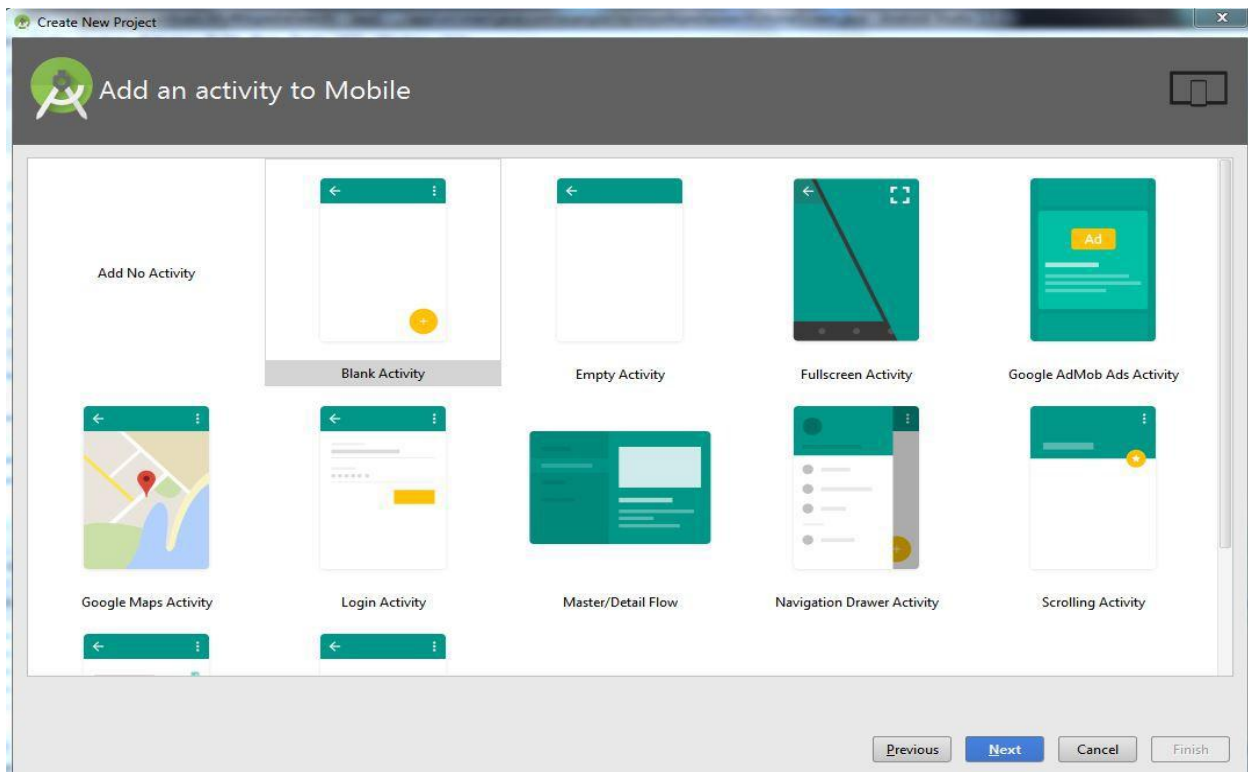 Create New Project
Add an activity to Mobile
Add No Activity
Ad
Blank Activity
Empty Activity
Fullscreen Activity
Google AdMob Ads Activity
Google Maps Activity
Login Activity
Master/Detail Flow
Navigation Drawer Activity
Scrolling Activity
Previous
Next
Cancel
Finish